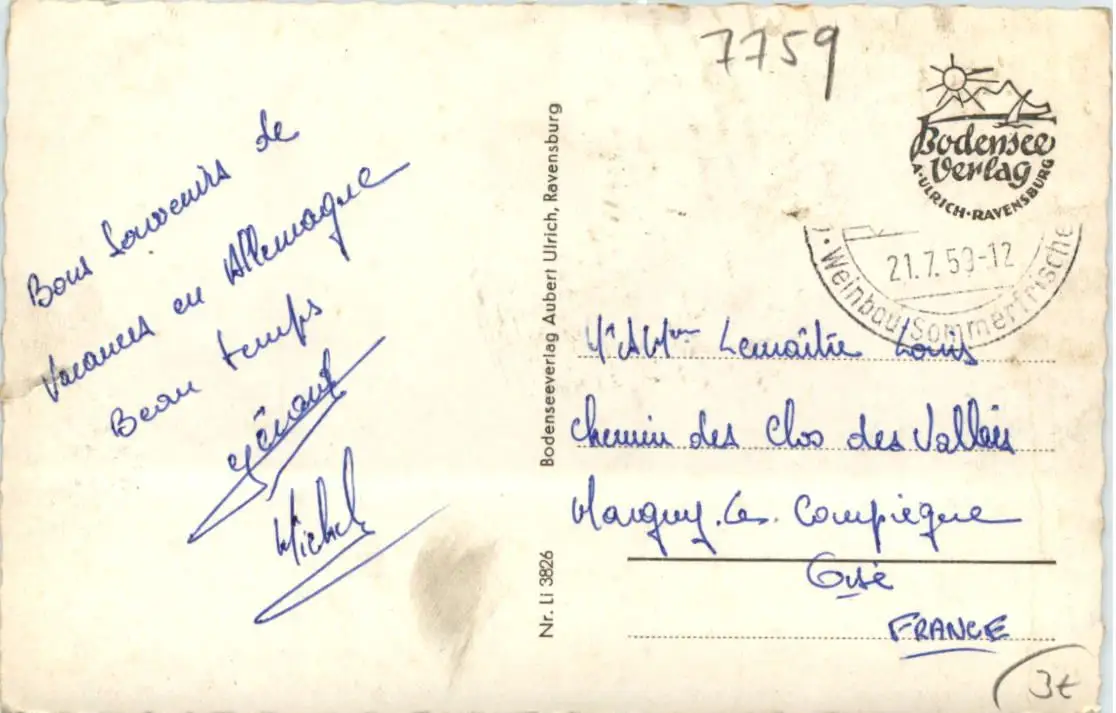 7759
Bons Souvenirs de
Vacances en Allemagne
Beau temps
Gérard
Michel
Bodenseeverlag Aubert Ulrich, Ravensburg
Nr. Li 3826
Bodensee
Verlag
A·ULRICH·RAVENSBURG
21.7.59-12
· Weinbau Sommerfrische
Mr & Mme Lemaître Louis
Chemin des Clos des Vallées
Margny. Les. Compiègne
Oise
FRANCE
3€